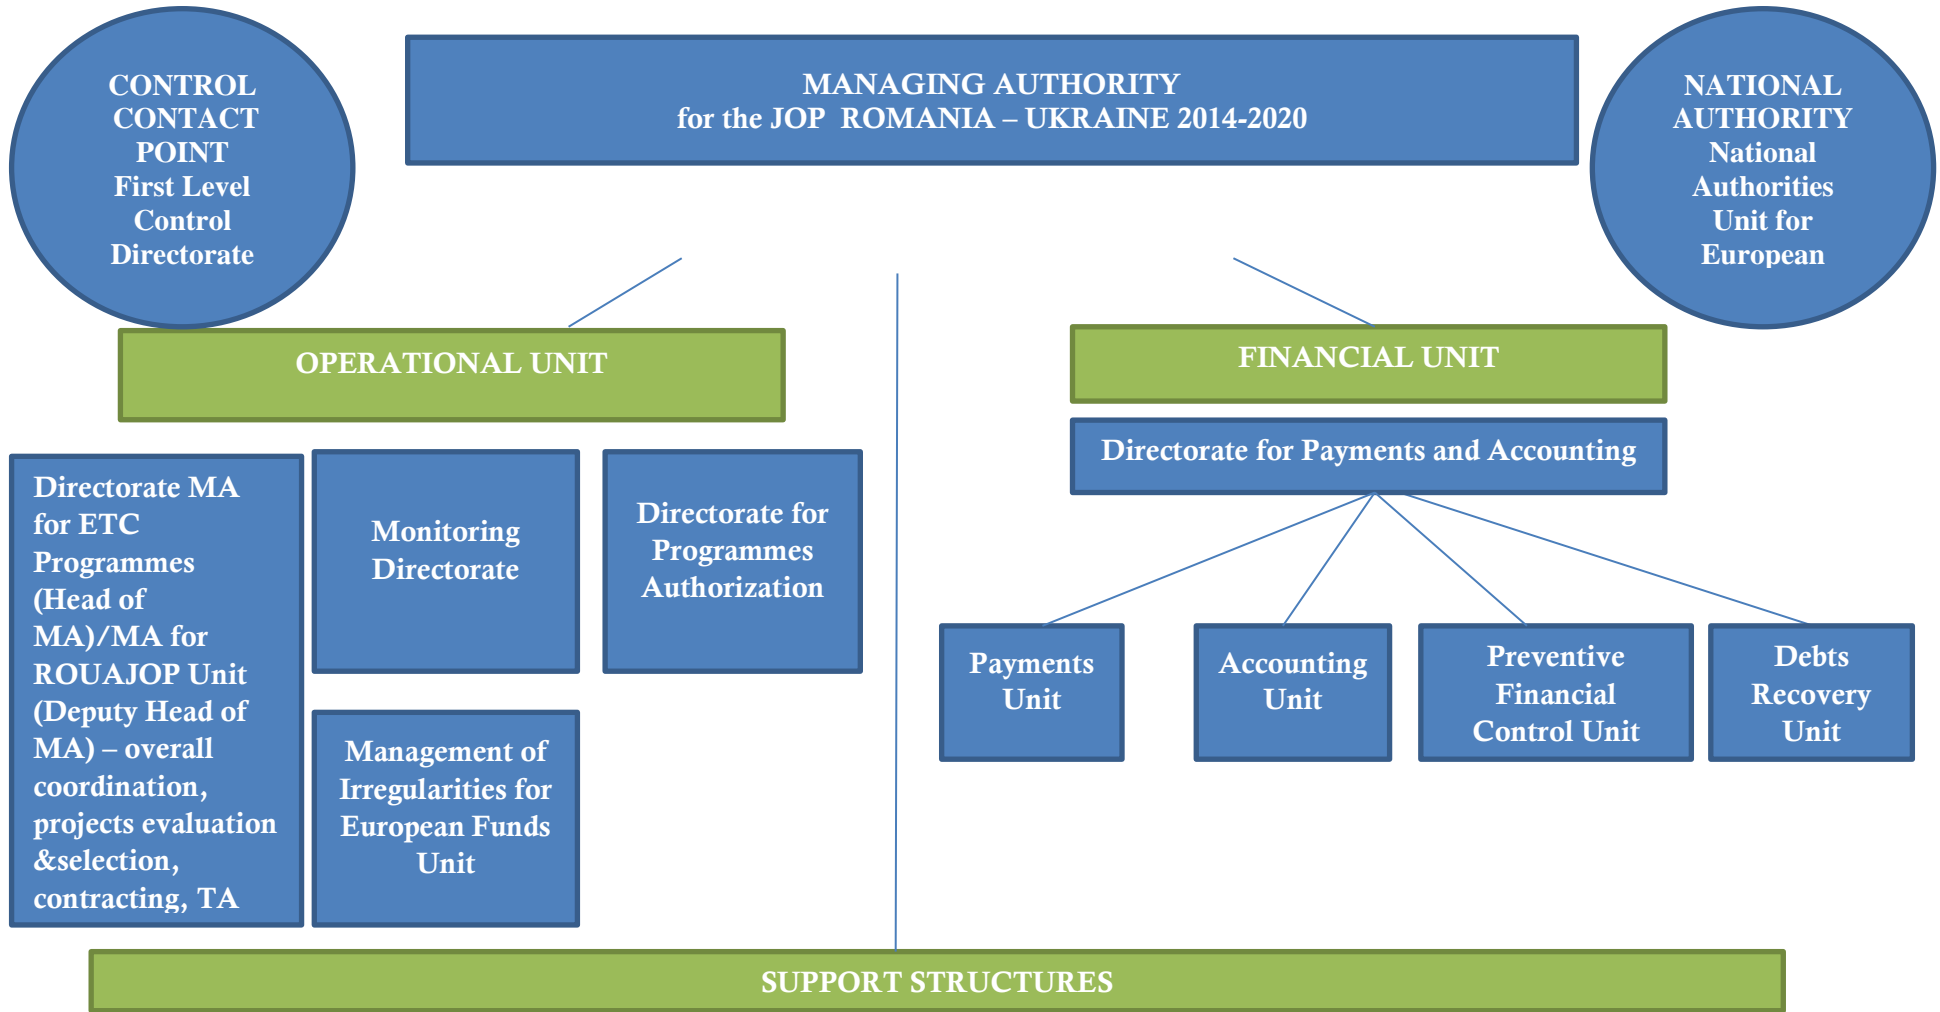 CONTROL
CONTACT
POINT
First Level
Control
Directorate
MANAGING AUTHORITY
for the JOP ROMANIA – UKRAINE 2014-2020
NATIONAL
AUTHORITY
National
Authorities
Unit for
European
OPERATIONAL UNIT
FINANCIAL UNIT
Directorate for Payments and Accounting
Directorate MA
for ETC
Programmes
(Head of
MA)/MA for
ROUAJOP Unit
(Deputy Head of
MA) – overall
coordination,
projects evaluation
&selection,
contracting, TA
Monitoring
Directorate
Directorate for
Programmes
Authorization
Management of
Irregularities for
European Funds
Unit
Payments
Unit
Accounting
Unit
Preventive
Financial
Control Unit
Debts
Recovery
Unit
SUPPORT STRUCTURES